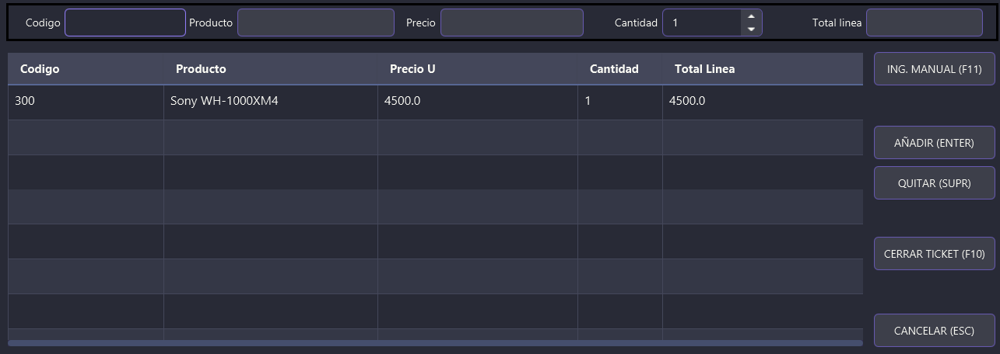 Codigo Producto Precio Cantidad 1 Total linea
Codigo Producto Precio U Cantidad Total Linea
ING. MANUAL (F11)
300 Sony WH-1000XM4 4500.0 1 4500.0
AÑADIR (ENTER)
QUITAR (SUPR)
CERRAR TICKET (F10)
CANCELAR (ESC)